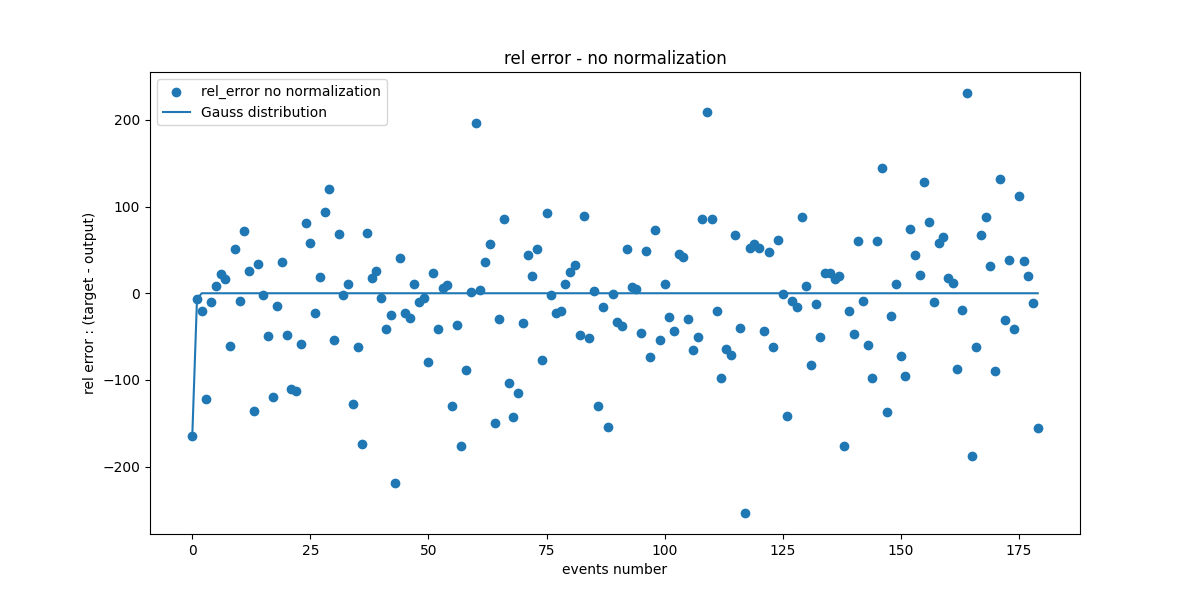 rel error - no normalization
rel_error no normalization
Gauss distribution
rel error : (target - output)
200
100
0
−100
−200
0 25 50 75 100 125 150 175
events number